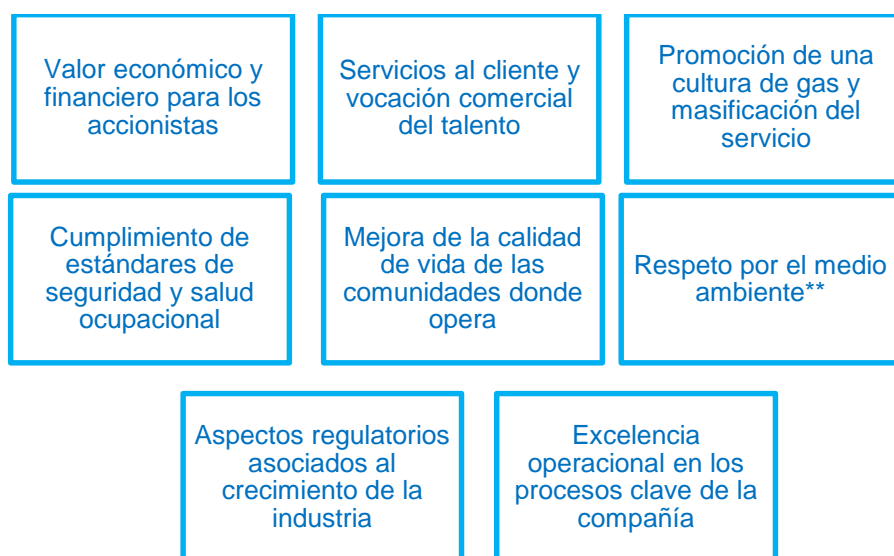 Valor económico y
financiero para los
accionistas
Servicios al cliente y
vocación comercial
del talento
Promoción de una
cultura de gas y
masificación del
servicio
Cumplimiento de
estándares de
seguridad y salud
ocupacional
Mejora de la calidad
de vida de las
comunidades donde
opera
Respeto por el medio
ambiente**
Aspectos regulatorios
asociados al
crecimiento de la
industria
Excelencia
operacional en los
procesos clave de la
compañía